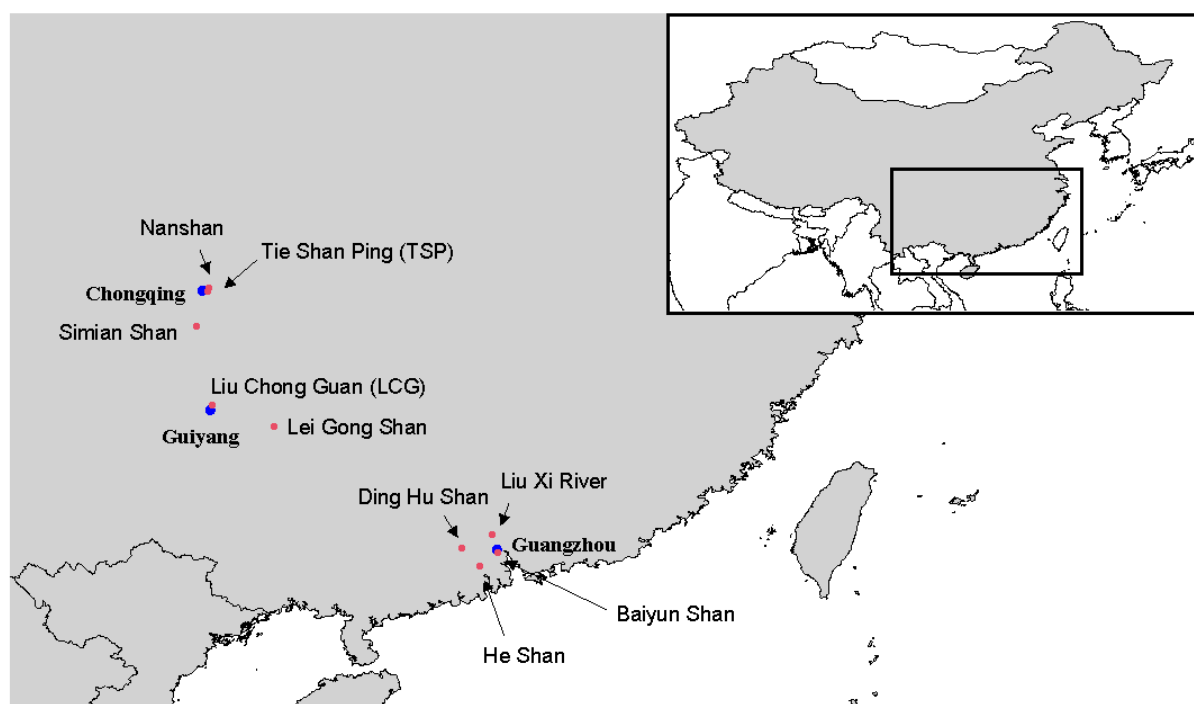 Nanshan
Tie Shan Ping (TSP)
Chongqing
Simian Shan
Liu Chong Guan (LCG)
Guiyang
Lei Gong Shan
Liu Xi River
Ding Hu Shan
Guangzhou
Baiyun Shan
He Shan